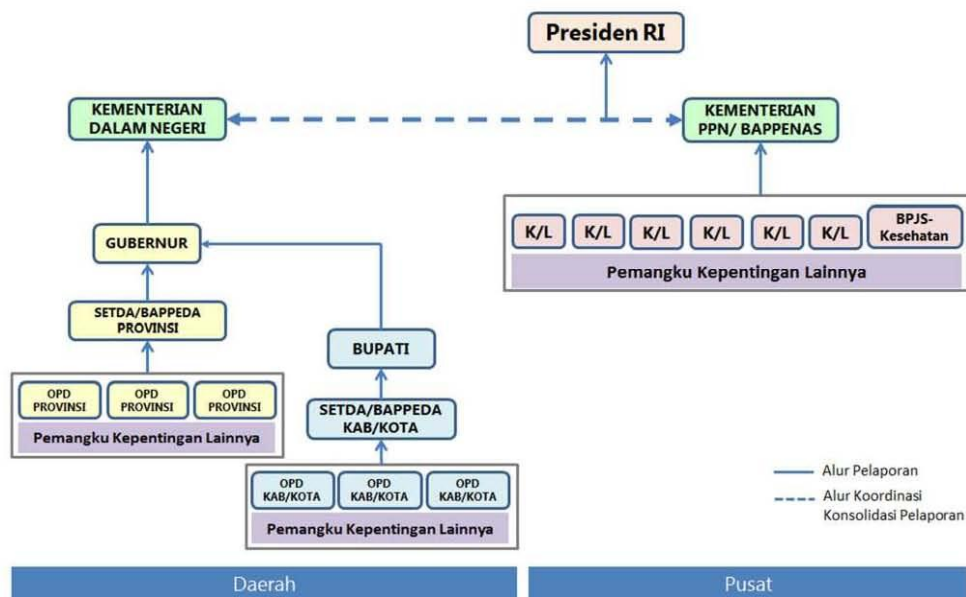 Presiden RI
KEMENTERIAN
DALAM NEGERI
KEMENTERIAN
PPN/ BAPPENAS
GUBERNUR
K/L
K/L
K/L
K/L
K/L
K/L
BPJS-
Kesehatan
Pemangku Kepentingan Lainnya
SETDA/BAPPEDA
PROVINSI
BUPATI
OPD
PROVINSI
OPD
PROVINSI
OPD
PROVINSI
Pemangku Kepentingan Lainnya
SETDA/BAPPEDA
KAB/KOTA
OPD
KAB/KOTA
OPD
KAB/KOTA
OPD
KAB/KOTA
Pemangku Kepentingan Lainnya
Alur Pelaporan
Alur Koordinasi
Konsolidasi Pelaporan
Daerah
Pusat